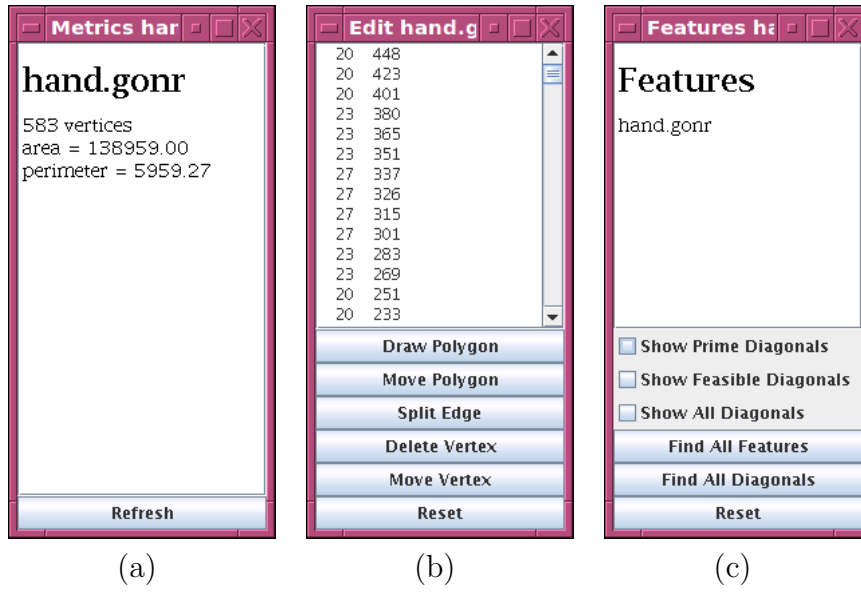 Metrics har
hand.gonr
583 vertices
area = 138959.00
perimeter = 5959.27
Refresh
(a)
Edit hand.g
20 448
20 423
20 401
23 380
23 365
23 351
27 337
27 326
27 315
27 301
23 283
23 269
20 251
20 233
Draw Polygon
Move Polygon
Split Edge
Delete Vertex
Move Vertex
Reset
(b)
Features ha
Features
hand.gonr
Show Prime Diagonals
Show Feasible Diagonals
Show All Diagonals
Find All Features
Find All Diagonals
Reset
(c)